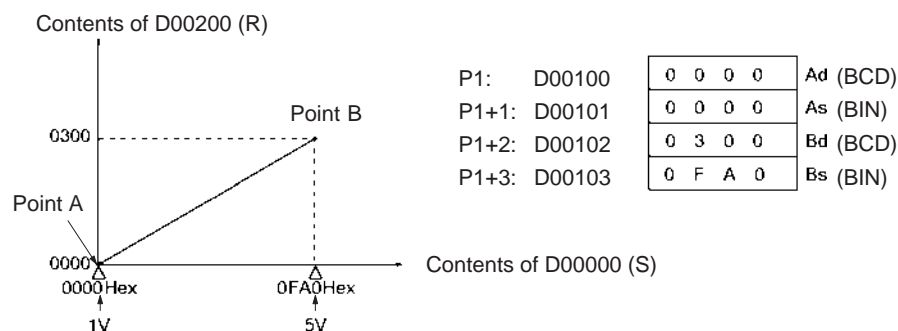 Contents of D00200 (R)
Point B
0300
Point A
0000
0000 Hex
0FA0Hex
1V
5V
Contents of D00000 (S)
P1: D00100 0 0 0 0 Ad (BCD)
P1+1: D00101 0 0 0 0 As (BIN)
P1+2: D00102 0 3 0 0 Bd (BCD)
P1+3: D00103 0 F A 0 Bs (BIN)